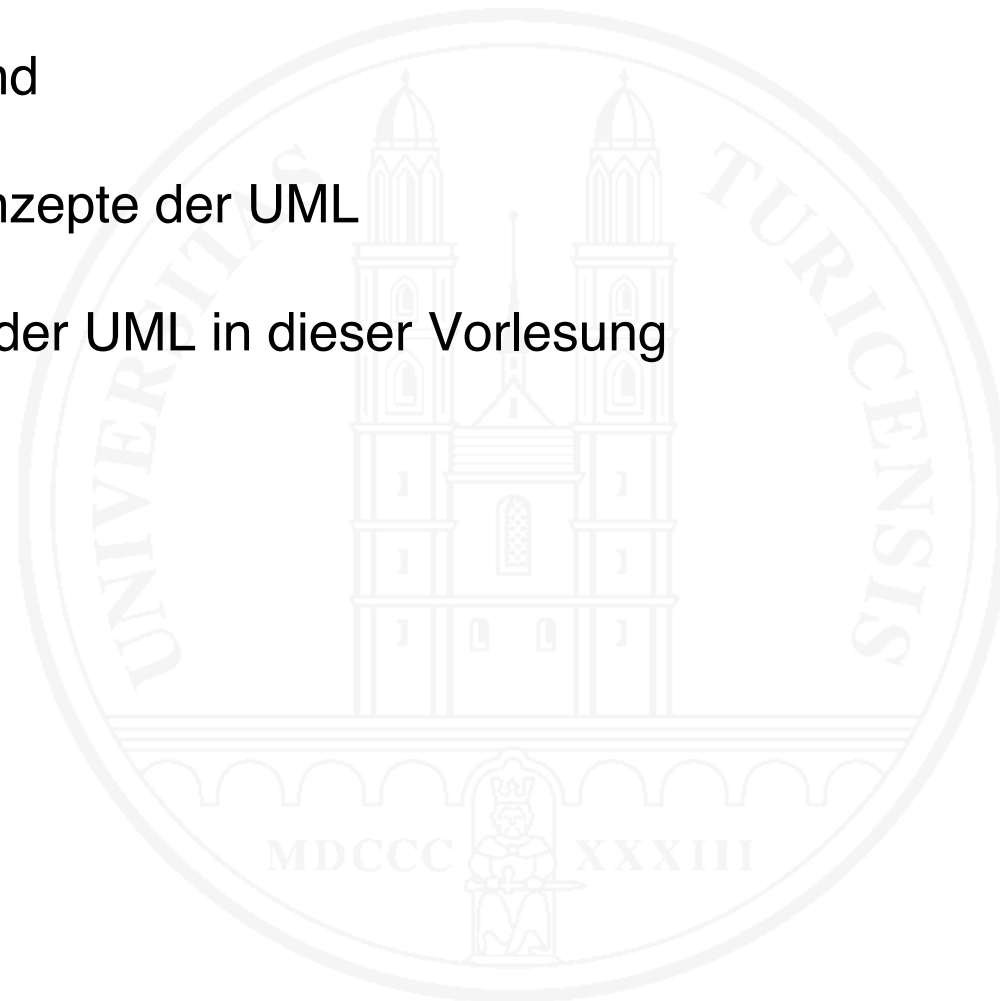 nd
nzepte der UML
der UML in dieser Vorlesung
UNIVERSITAS TURICENSIS
MDCCC XXXIII